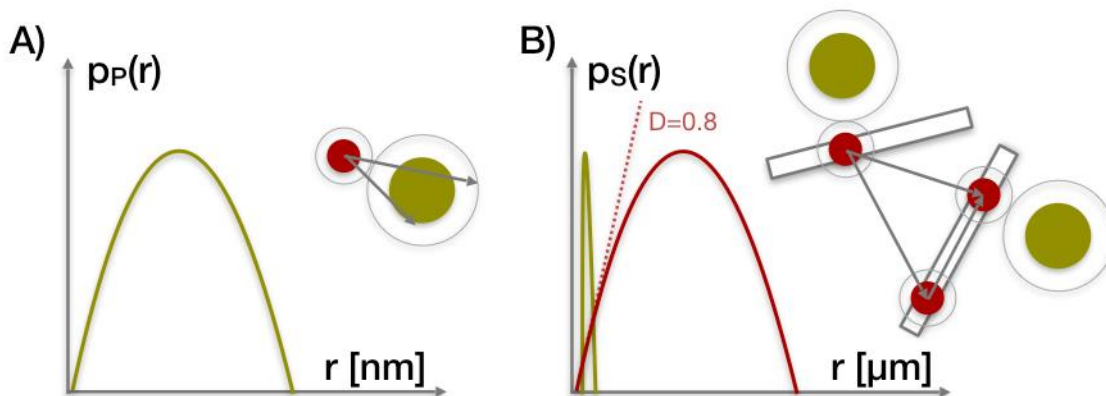 A)
pP(r)
r [nm]
B)
pS(r)
D=0.8
r [µm]